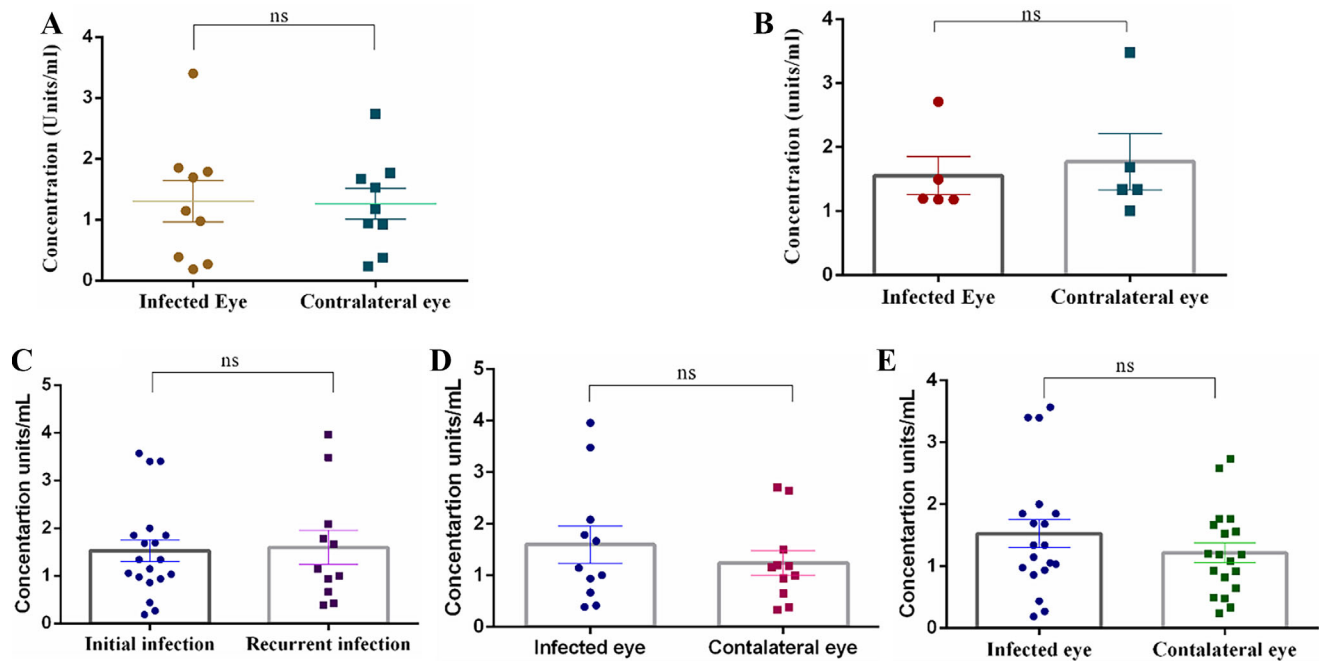 A
ns
Concentration (Units/ml)
4
3
2
1
0
Infected Eye
Contralateral eye
B
ns
Concentration (units/ml)
4
3
2
1
0
Infected Eye
Contralateral eye
C
ns
Concentartion units/mL
5
4
3
2
1
0
Initial infection
Recurrent infection
D
ns
Concentartion units/mL
5
4
3
2
1
0
Infected eye
Contalateral eye
E
ns
Concentartion units/mL
4
3
2
1
0
Infected eye
Contalateral eye